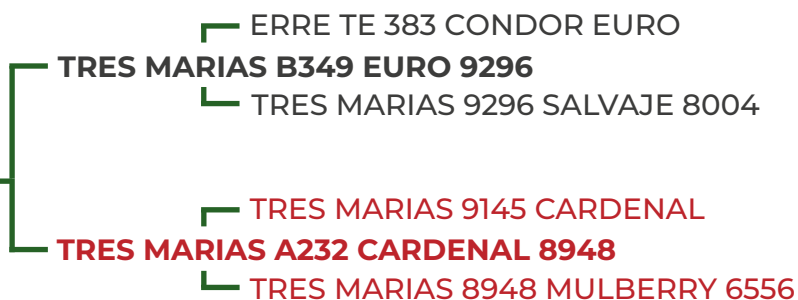 ERRE TE 383 CONDOR EURO
TRES MARIAS B349 EURO 9296
TRES MARIAS 9296 SALVAJE 8004
TRES MARIAS 9145 CARDENAL
TRES MARIAS A232 CARDENAL 8948
TRES MARIAS 8948 MULBERRY 6556